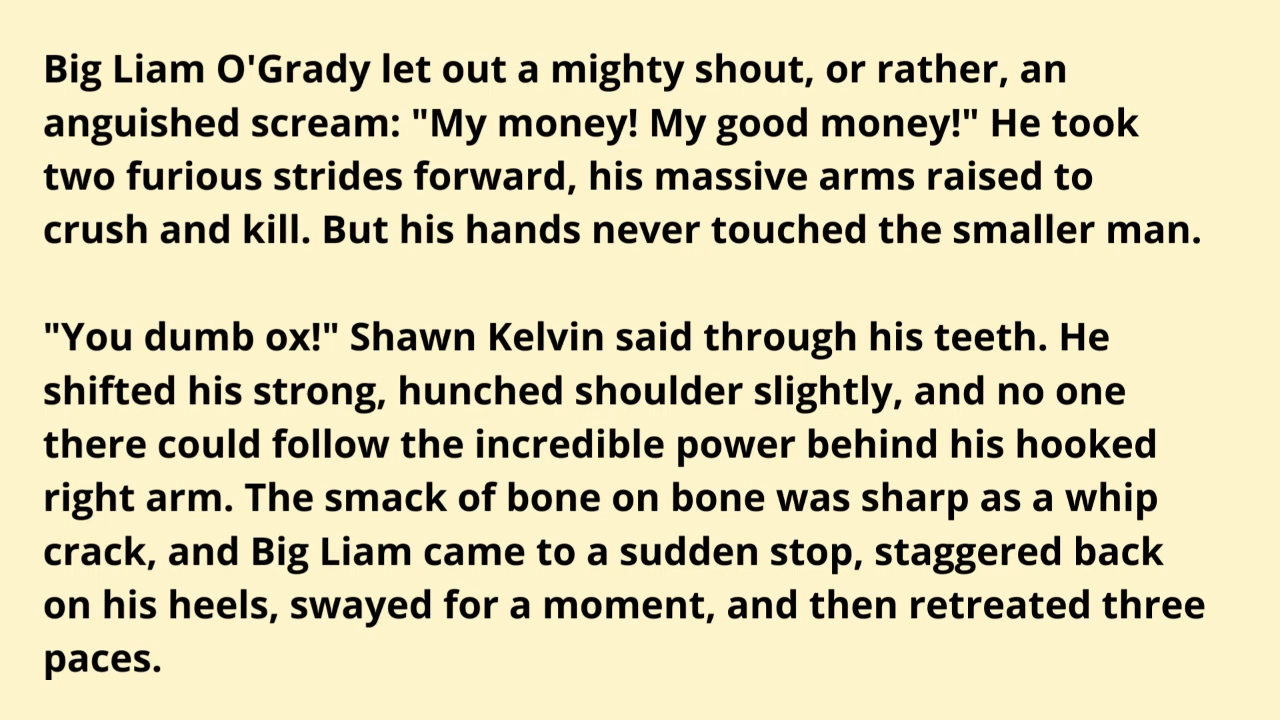 Big Liam O'Grady let out a mighty shout, or rather, an
anguished scream: "My money! My good money!" He took
two furious strides forward, his massive arms raised to
crush and kill. But his hands never touched the smaller man.
"You dumb ox!" Shawn Kelvin said through his teeth. He
shifted his strong, hunched shoulder slightly, and no one
there could follow the incredible power behind his hooked
right arm. The smack of bone on bone was sharp as a whip
crack, and Big Liam came to a sudden stop, staggered back
on his heels, swayed for a moment, and then retreated three
paces.